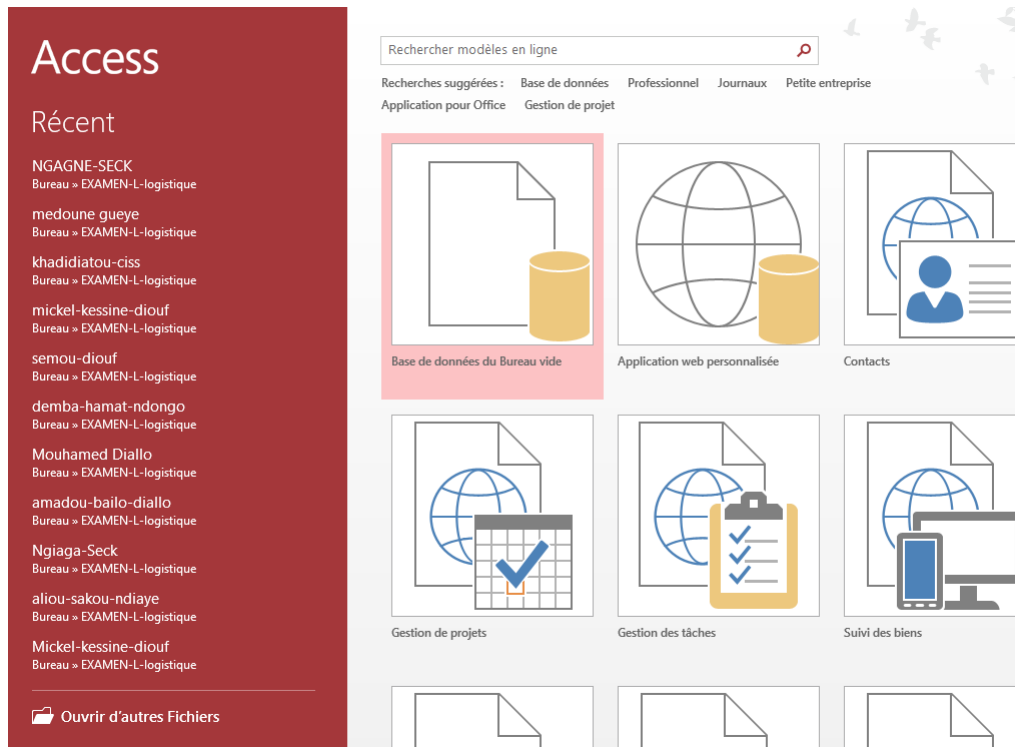 Access
Récent
NGAGNE-SECK
Bureau » EXAMEN-L-logistique
medoune gueye
Bureau » EXAMEN-L-logistique
khadidiatou-ciss
Bureau » EXAMEN-L-logistique
mickel-kessine-diouf
Bureau » EXAMEN-L-logistique
semou-diouf
Bureau » EXAMEN-L-logistique
demba-hamat-ndongo
Bureau » EXAMEN-L-logistique
Mouhamed Diallo
Bureau » EXAMEN-L-logistique
amadou-bailo-diallo
Bureau » EXAMEN-L-logistique
Ngiaga-Seck
Bureau » EXAMEN-L-logistique
aliou-sakou-ndiaye
Bureau » EXAMEN-L-logistique
Mickel-kessine-diouf
Bureau » EXAMEN-L-logistique
Ouvrir d'autres Fichiers
Rechercher modèles en ligne
Recherches suggérées : Base de données Professionnel Journaux Petite entreprise
Application pour Office Gestion de projet
Base de données du Bureau vide
Application web personnalisée
Contacts
Gestion de projets
Gestion des tâches
Suivi des biens